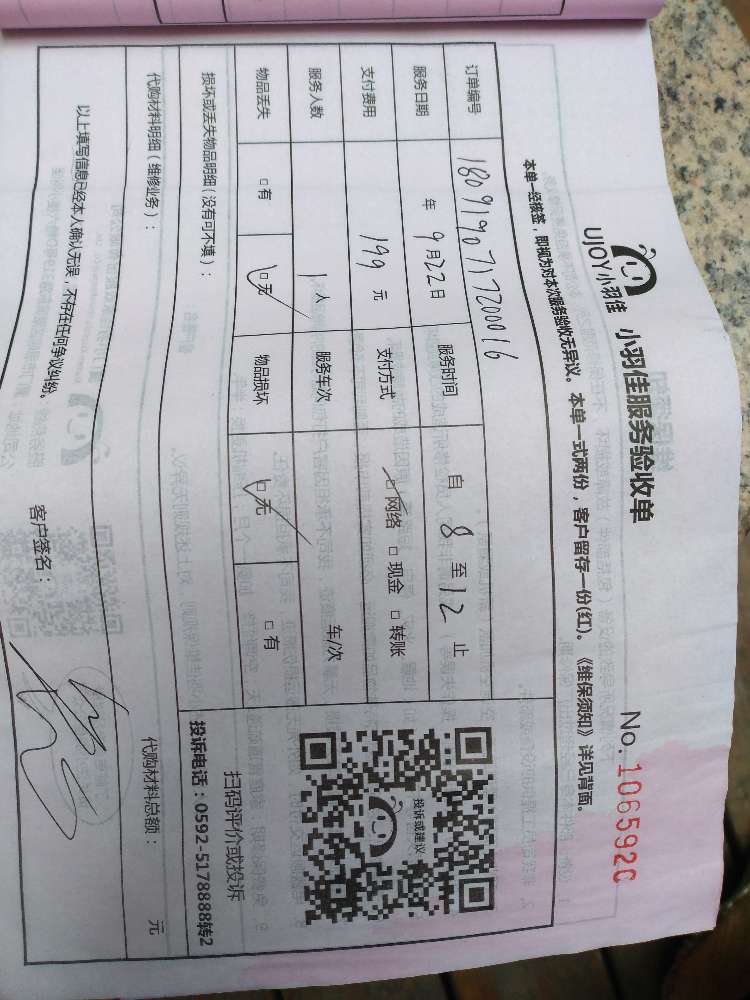 UJOY小羽佳 小羽佳服务验收单 No. 1065920
本单一经核签，即视为对本次服务验收无异议。本单一式两份，客户留存一份(红)。《维保须知》详见背面。
订单编号 180919071720016
服务日期 年 9月22日 服务时间 自 8 至 12 止
支付费用 199 元 支付方式 ☑网络 □现金 □转账
服务人数 1人 服务车次 车/次
物品丢失 □有 ☑无 物品损坏 ☑无 □有
损坏或丢失物品明细(没有可不填)：
投诉或建议
扫码评价或投诉
投诉电话：0592-5178888转2
代购材料明细(维修业务)： 代购材料总额： 元
以上填写信息已经本人确认无误，不存在任何争议纠纷。
客户签名：